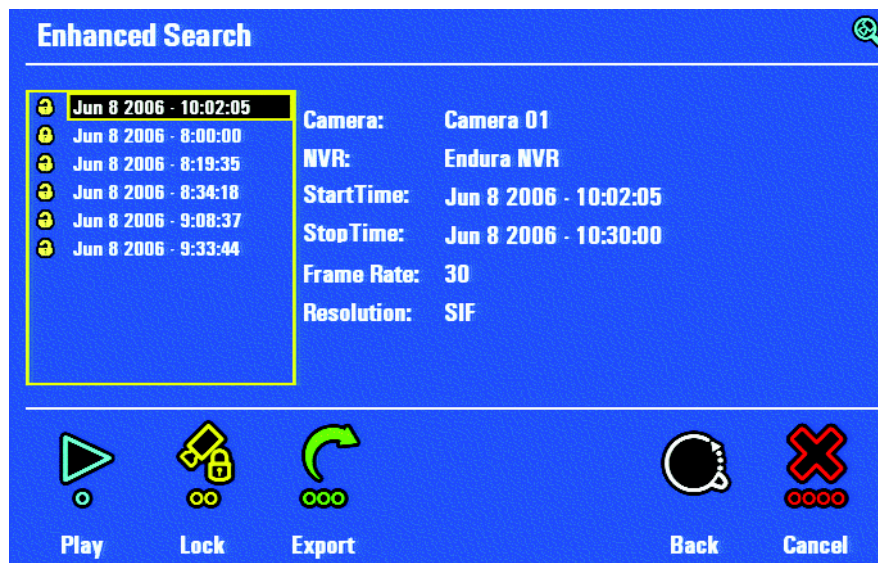 Enhanced Search
Jun 8 2006 - 10:02:05
Jun 8 2006 - 8:00:00
Jun 8 2006 - 8:19:35
Jun 8 2006 - 8:34:18
Jun 8 2006 - 9:08:37
Jun 8 2006 - 9:33:44
Camera: Camera 01
NVR: Endura NVR
StartTime: Jun 8 2006 - 10:02:05
StopTime: Jun 8 2006 - 10:30:00
Frame Rate: 30
Resolution: SIF
Play Lock Export Back Cancel